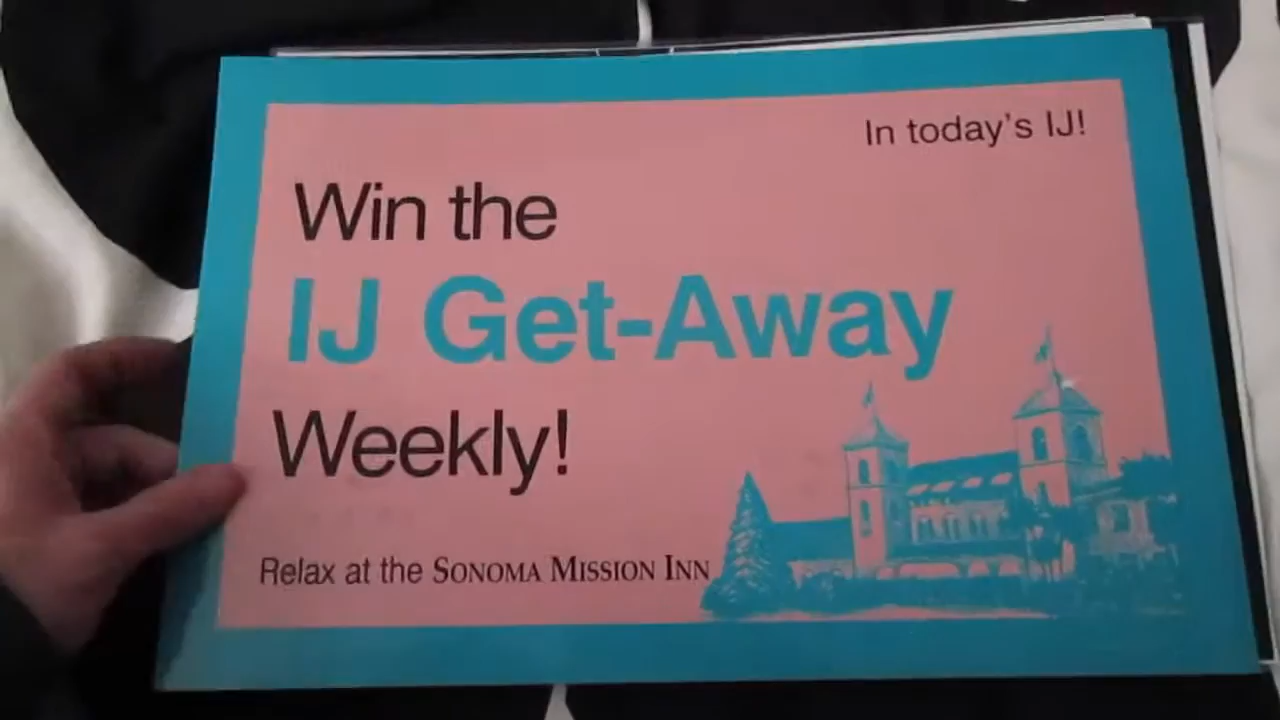 In today's IJ!
Win the
IJ Get-Away
Weekly!
Relax at the SONOMA MISSION INN